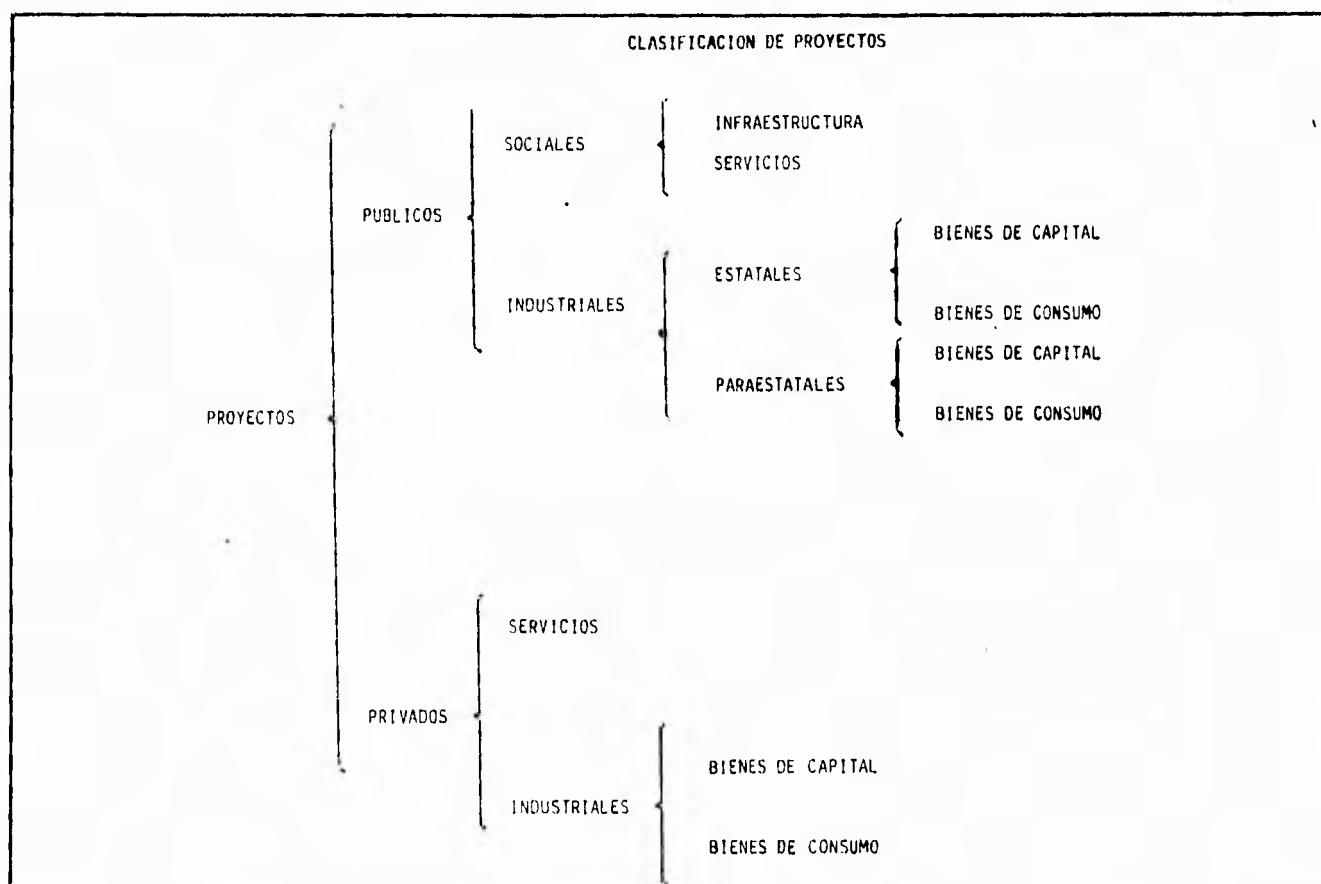 CLASIFICACION DE PROYECTOS
PROYECTOS
PUBLICOS
SOCIALES
INFRAESTRUCTURA
SERVICIOS
INDUSTRIALES
ESTATALES
BIENES DE CAPITAL
BIENES DE CONSUMO
PARAESTATALES
BIENES DE CAPITAL
BIENES DE CONSUMO
PRIVADOS
SERVICIOS
INDUSTRIALES
BIENES DE CAPITAL
BIENES DE CONSUMO